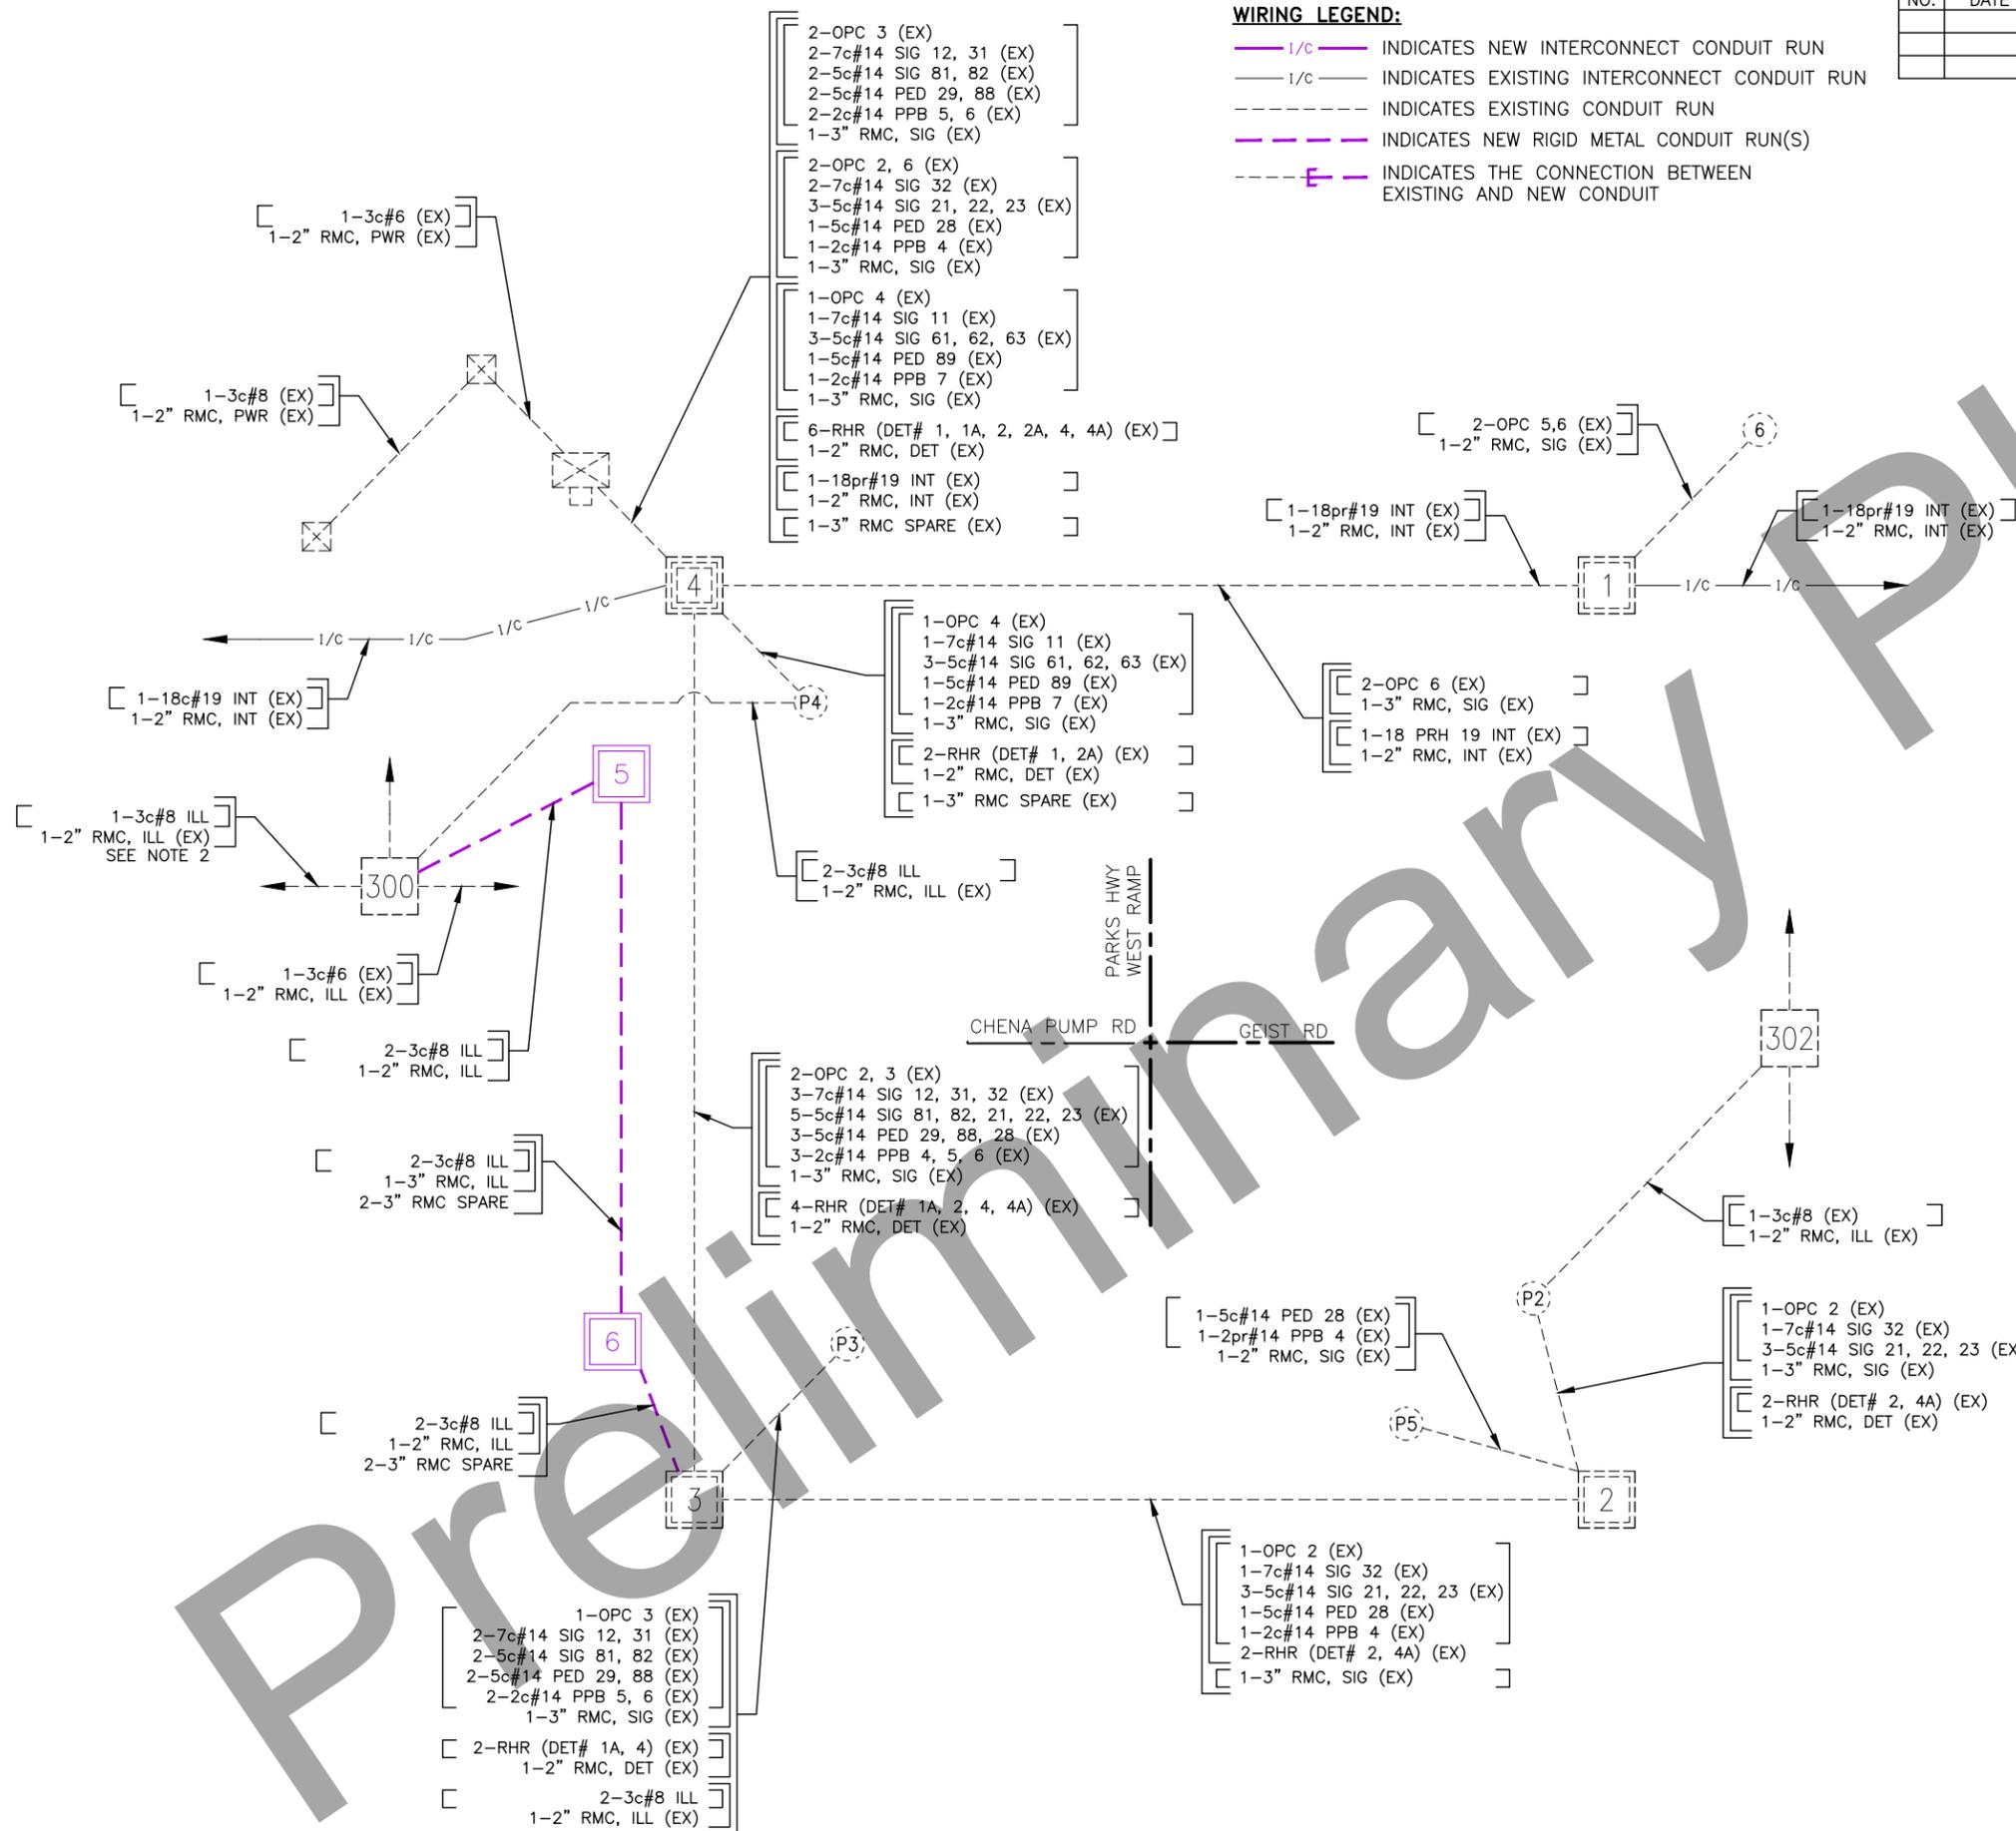 WIRING LEGEND:
I/C INDICATES NEW INTERCONNECT CONDUIT RUN
I/C INDICATES EXISTING INTERCONNECT CONDUIT RUN
INDICATES EXISTING CONDUIT RUN
INDICATES NEW RIGID METAL CONDUIT RUN(S)
E INDICATES THE CONNECTION BETWEEN
EXISTING AND NEW CONDUIT
NO. DATE
2-OPC 3 (EX)
2-7c#14 SIG 12, 31 (EX)
2-5c#14 SIG 81, 82 (EX)
2-5c#14 PED 29, 88 (EX)
2-2c#14 PPB 5, 6 (EX)
1-3" RMC, SIG (EX)
2-OPC 2, 6 (EX)
2-7c#14 SIG 32 (EX)
3-5c#14 SIG 21, 22, 23 (EX)
1-5c#14 PED 28 (EX)
1-2c#14 PPB 4 (EX)
1-3" RMC, SIG (EX)
1-OPC 4 (EX)
1-7c#14 SIG 11 (EX)
3-5c#14 SIG 61, 62, 63 (EX)
1-5c#14 PED 89 (EX)
1-2c#14 PPB 7 (EX)
1-3" RMC, SIG (EX)
6-RHR (DET# 1, 1A, 2, 2A, 4, 4A) (EX)
1-2" RMC, DET (EX)
1-18pr#19 INT (EX)
1-2" RMC, INT (EX)
1-3" RMC SPARE (EX)
1-3c#6 (EX)
1-2" RMC, PWR (EX)
1-3c#8 (EX)
1-2" RMC, PWR (EX)
2-OPC 5,6 (EX)
1-2" RMC, SIG (EX)
6
1-18pr#19 INT (EX)
1-2" RMC, INT (EX)
1-18pr#19 INT (EX)
1-2" RMC, INT (EX)
4
1
I/C I/C
I/C I/C I/C I/C
1-18c#19 INT (EX)
1-2" RMC, INT (EX)
P4
1-OPC 4 (EX)
1-7c#14 SIG 11 (EX)
3-5c#14 SIG 61, 62, 63 (EX)
1-5c#14 PED 89 (EX)
1-2c#14 PPB 7 (EX)
1-3" RMC, SIG (EX)
2-RHR (DET# 1, 2A) (EX)
1-2" RMC, DET (EX)
1-3" RMC SPARE (EX)
2-OPC 6 (EX)
1-3" RMC, SIG (EX)
1-18 PRH 19 INT (EX)
1-2" RMC, INT (EX)
5
1-3c#8 ILL
1-2" RMC, ILL (EX)
SEE NOTE 2
300
2-3c#8 ILL
1-2" RMC, ILL (EX)
1-3c#6 (EX)
1-2" RMC, ILL (EX)
PARKS HWY
WEST RAMP
CHENA PUMP RD
GEIST RD
302
2-3c#8 ILL
1-2" RMC, ILL
2-OPC 2, 3 (EX)
3-7c#14 SIG 12, 31, 32 (EX)
5-5c#14 SIG 81, 82, 21, 22, 23 (EX)
3-5c#14 PED 29, 88, 28 (EX)
3-2c#14 PPB 4, 5, 6 (EX)
1-3" RMC, SIG (EX)
4-RHR (DET# 1A, 2, 4, 4A) (EX)
1-2" RMC, DET (EX)
2-3c#8 ILL
1-3" RMC, ILL
2-3" RMC SPARE
1-3c#8 (EX)
1-2" RMC, ILL (EX)
P2
6
P3
1-5c#14 PED 28 (EX)
1-2pr#14 PPB 4 (EX)
1-2" RMC, SIG (EX)
1-OPC 2 (EX)
1-7c#14 SIG 32 (EX)
3-5c#14 SIG 21, 22, 23 (EX
1-3" RMC, SIG (EX)
2-RHR (DET# 2, 4A) (EX)
1-2" RMC, DET (EX)
P5
2-3c#8 ILL
1-2" RMC, ILL
2-3" RMC SPARE
3
2
1-OPC 2 (EX)
1-7c#14 SIG 32 (EX)
3-5c#14 SIG 21, 22, 23 (EX)
1-5c#14 PED 28 (EX)
1-2c#14 PPB 4 (EX)
2-RHR (DET# 2, 4A) (EX)
1-3" RMC, SIG (EX)
1-OPC 3 (EX)
2-7c#14 SIG 12, 31 (EX)
2-5c#14 SIG 81, 82 (EX)
2-5c#14 PED 29, 88 (EX)
2-2c#14 PPB 5, 6 (EX)
1-3" RMC, SIG (EX)
2-RHR (DET# 1A, 4) (EX)
1-2" RMC, DET (EX)
2-3c#8 ILL
1-2" RMC, ILL (EX)
Preliminary